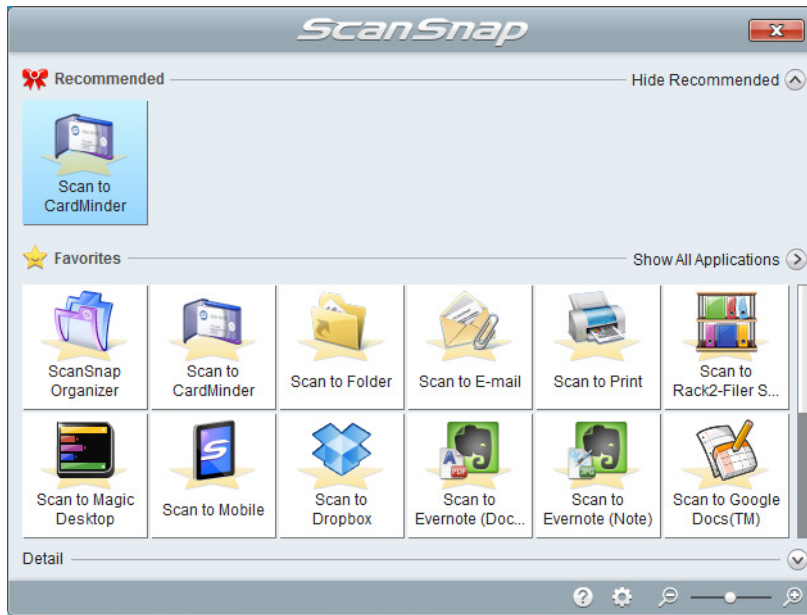 ScanSnap
Recommended
Hide Recommended
Scan to
CardMinder
Favorites
Show All Applications
ScanSnap
Organizer
Scan to
CardMinder
Scan to Folder
Scan to E-mail
Scan to Print
Scan to
Rack2-Filer S...
Scan to Magic
Desktop
Scan to Mobile
Scan to
Dropbox
Scan to
Evernote (Doc...
Scan to
Evernote (Note)
Scan to Google
Docs(TM)
Detail